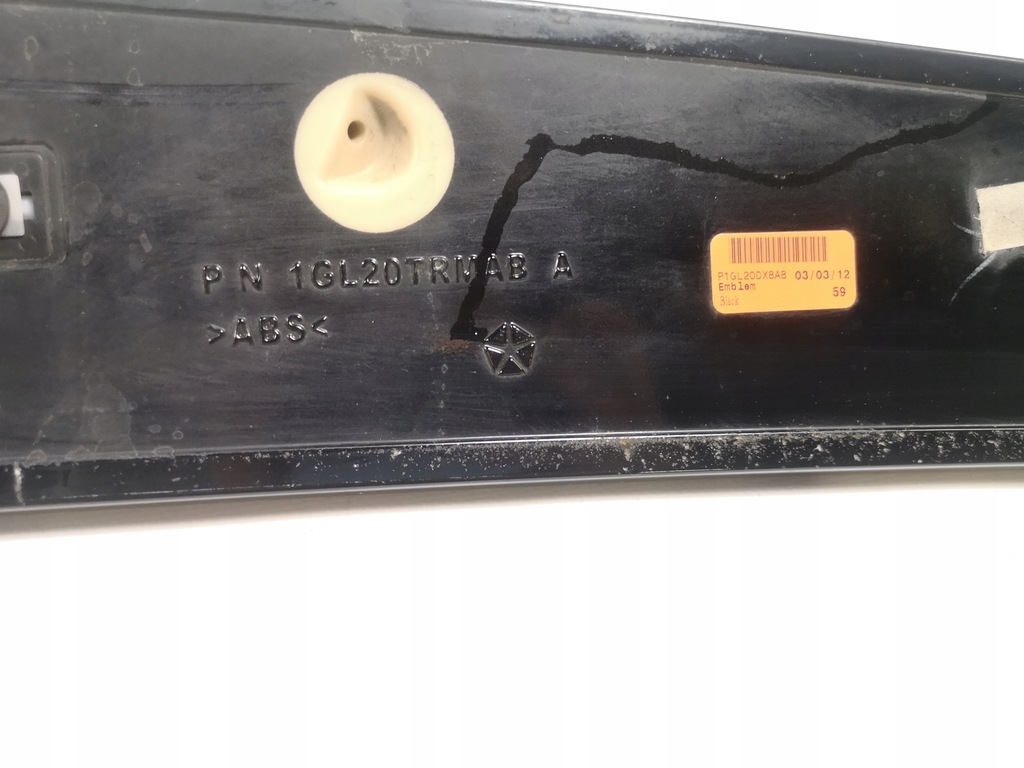 P N 1GL20TRMAB A
>ABS<
P1GL20DX8AB 03/03/12
Emblem 59
Black